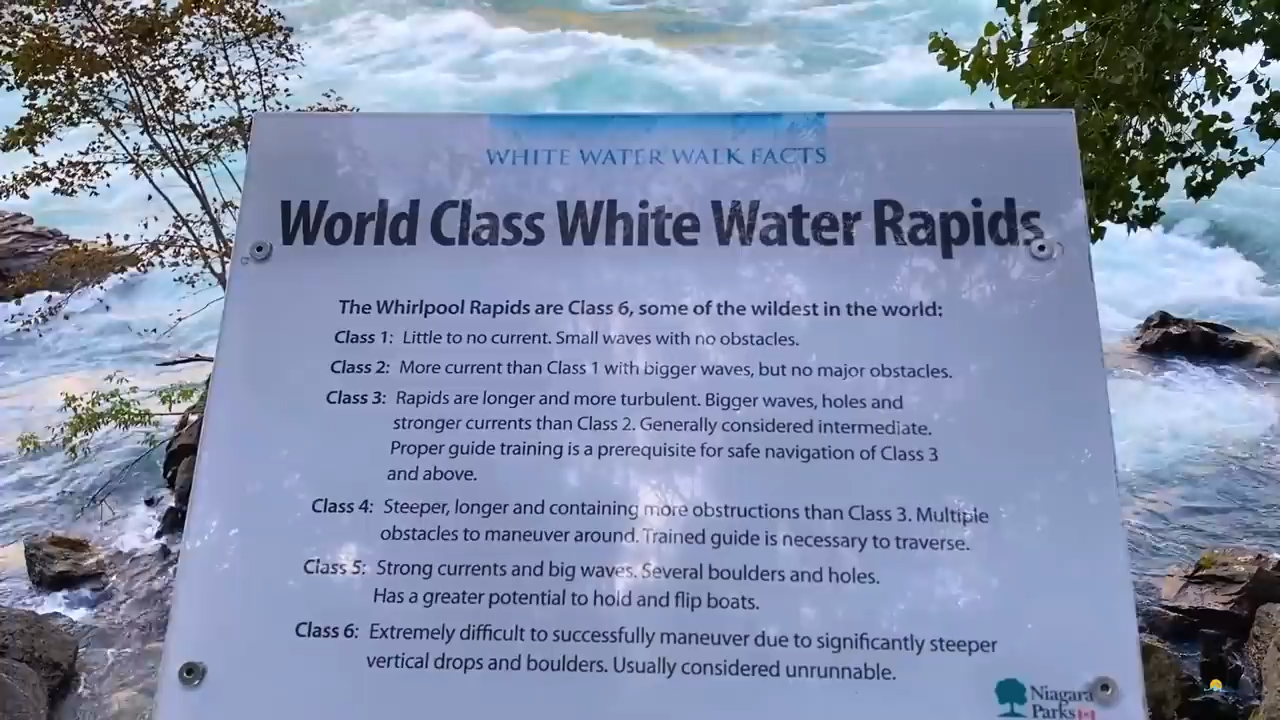 WHITE WATER WALK FACTS
World Class White Water Rapids
The Whirlpool Rapids are Class 6, some of the wildest in the world:
Class 1: Little to no current. Small waves with no obstacles.
Class 2: More current than Class 1 with bigger waves, but no major obstacles.
Class 3: Rapids are longer and more turbulent. Bigger waves, holes and
stronger currents than Class 2. Generally considered intermediate.
Proper guide training is a prerequisite for safe navigation of Class 3
and above.
Class 4: Steeper, longer and containing more obstructions than Class 3. Multiple
obstacles to maneuver around. Trained guide is necessary to traverse.
Class 5: Strong currents and big waves. Several boulders and holes.
Has a greater potential to hold and flip boats.
Class 6: Extremely difficult to successfully maneuver due to significantly steeper
vertical drops and boulders. Usually considered unrunnable.
Niagara
Parks